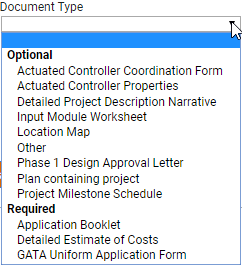 Document Type
Optional
Actuated Controller Coordination Form
Actuated Controller Properties
Detailed Project Description Narrative
Input Module Worksheet
Location Map
Other
Phase 1 Design Approval Letter
Plan containing project
Project Milestone Schedule
Required
Application Booklet
Detailed Estimate of Costs
GATA Uniform Application Form